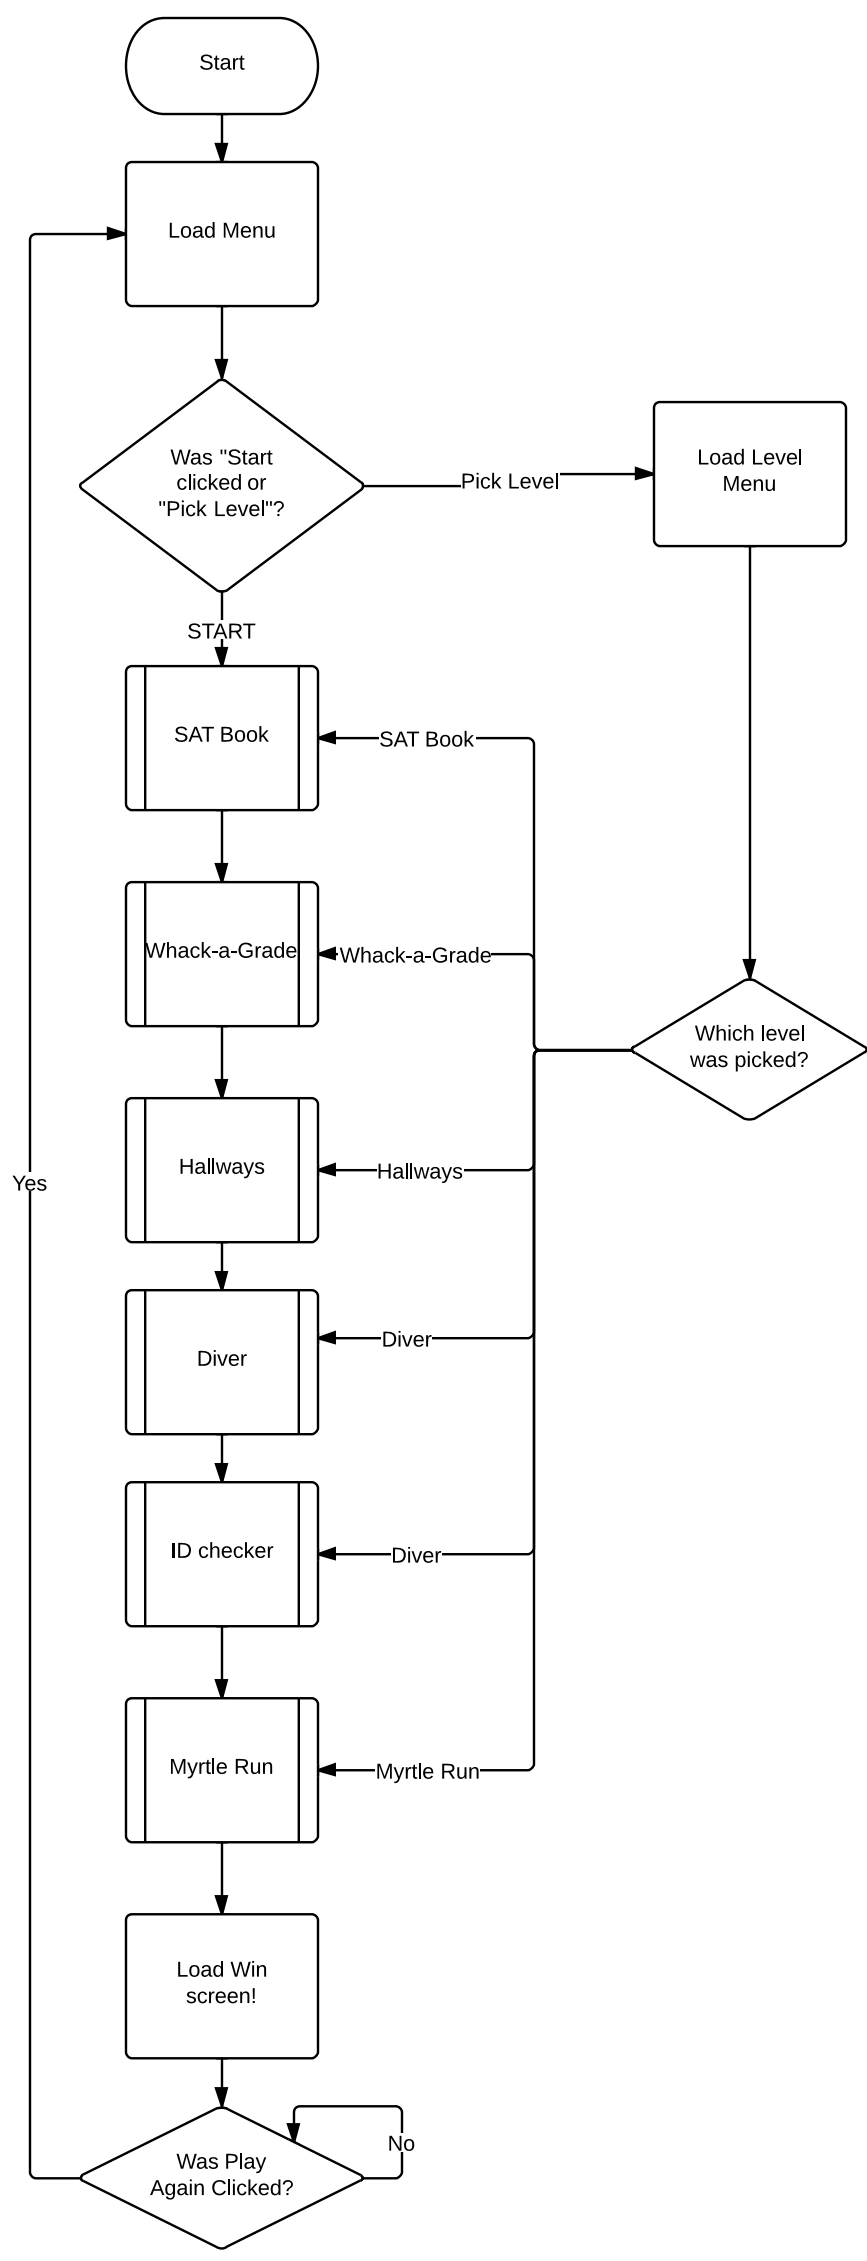 Start
Load Menu
Was "Start
clicked or
"Pick Level"?
Pick Level
Load Level
Menu
START
SAT Book
SAT Book
Whack-a-Grade
Whack-a-Grade
Which level
was picked?
Hallways
Hallways
Yes
Diver
Diver
ID checker
Diver
Myrtle Run
Myrtle Run
Load Win
screen!
No
Was Play
Again Clicked?